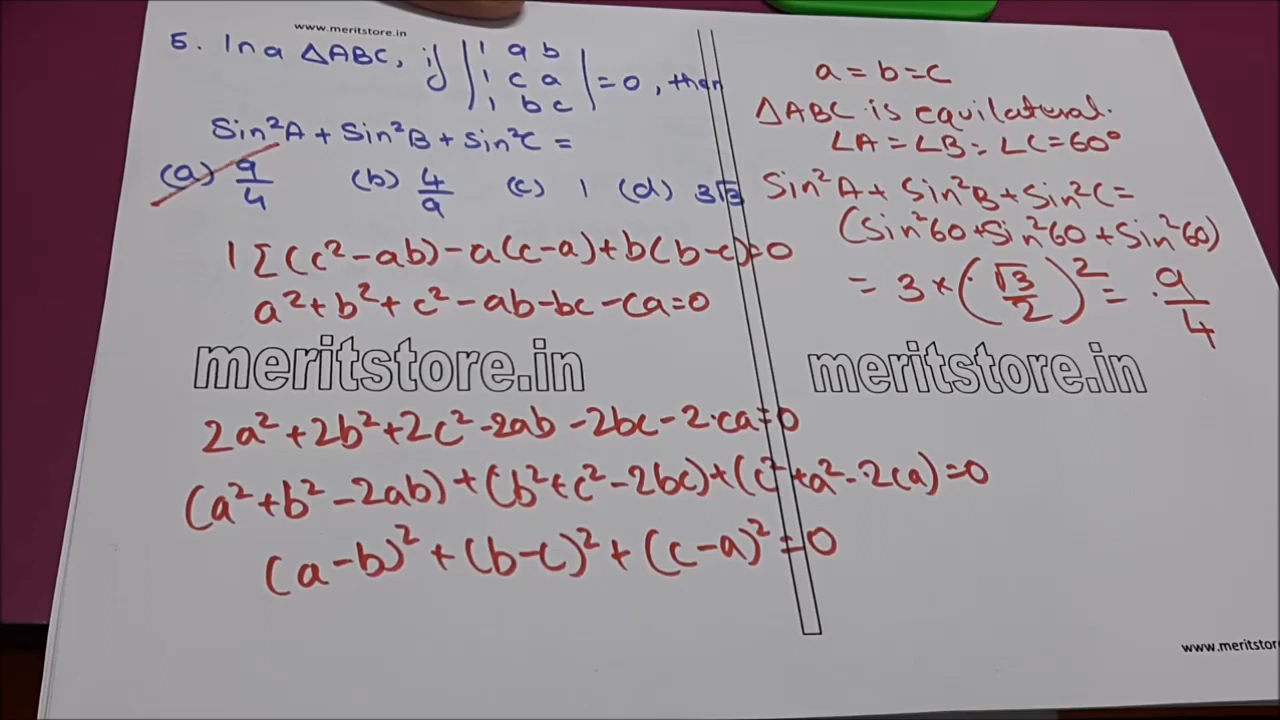 www.meritstore.in
5. In a ΔABC, if | 1 a b | = 0, then
| 1 c a |
| 1 b c |
Sin²A + Sin²B + Sin²C =
(a) 9/4 (b) 4/9 (c) 1 (d) 3√3
1[(c²-ab)-a(c-a)+b(b-c)=0
a²+b²+c²-ab-bc-ca=0
meritstore.in
2a²+2b²+2c²-2ab-2bc-2·ca=0
(a²+b²-2ab)+(b²+c²-2bc)+(c²+a²-2ca)=0
(a-b)²+(b-c)²+(c-a)²=0
a=b=c
ΔABC is equilateral.
∠A=∠B=∠C=60°
Sin²A+Sin²B+Sin²C=
(Sin²60+Sin²60+Sin²60)
= 3×(√3/2)² = 9/4
meritstore.in
www.meritstore